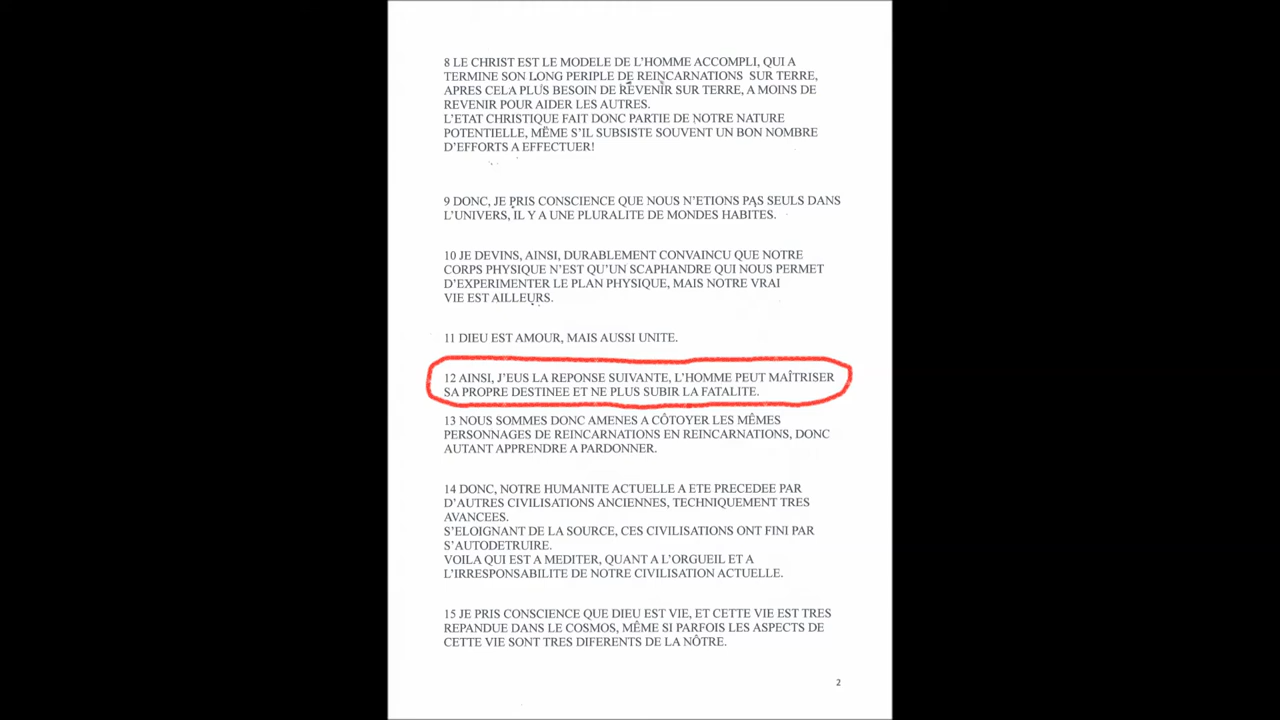 8 LE CHRIST EST LE MODELE DE L'HOMME ACCOMPLI, QUI A
TERMINE SON LONG PERIPLE DE REINCARNATIONS SUR TERRE,
APRES CELA PLUS BESOIN DE REVENIR SUR TERRE, A MOINS DE
REVENIR POUR AIDER LES AUTRES.
L'ETAT CHRISTIQUE FAIT DONC PARTIE DE NOTRE NATURE
POTENTIELLE, MÊME S'IL SUBSISTE SOUVENT UN BON NOMBRE
D'EFFORTS A EFFECTUER!
9 DONC, JE PRIS CONSCIENCE QUE NOUS N'ETIONS PAS SEULS DANS
L'UNIVERS, IL Y A UNE PLURALITE DE MONDES HABITES.
10 JE DEVINS, AINSI, DURABLEMENT CONVAINCU QUE NOTRE
CORPS PHYSIQUE N'EST QU'UN SCAPHANDRE QUI NOUS PERMET
D'EXPERIMENTER LE PLAN PHYSIQUE, MAIS NOTRE VRAI
VIE EST AILLEURS.
11 DIEU EST AMOUR, MAIS AUSSI UNITE.
12 AINSI, J'EUS LA REPONSE SUIVANTE, L'HOMME PEUT MAÎTRISER
SA PROPRE DESTINEE ET NE PLUS SUBIR LA FATALITE.
13 NOUS SOMMES DONC AMENES A CÔTOYER LES MÊMES
PERSONNAGES DE REINCARNATIONS EN REINCARNATIONS, DONC
AUTANT APPRENDRE A PARDONNER.
14 DONC, NOTRE HUMANITE ACTUELLE A ETE PRECEDEE PAR
D'AUTRES CIVILISATIONS ANCIENNES, TECHNIQUEMENT TRES
AVANCEES.
S'ELOIGNANT DE LA SOURCE, CES CIVILISATIONS ONT FINI PAR
S'AUTODETRUIRE.
VOILA QUI EST A MEDITER, QUANT A L'ORGUEIL ET A
L'IRRESPONSABILITE DE NOTRE CIVILISATION ACTUELLE.
15 JE PRIS CONSCIENCE QUE DIEU EST VIE, ET CETTE VIE EST TRES
REPANDUE DANS LE COSMOS, MÊME SI PARFOIS LES ASPECTS DE
CETTE VIE SONT TRES DIFERENTS DE LA NÔTRE.
2